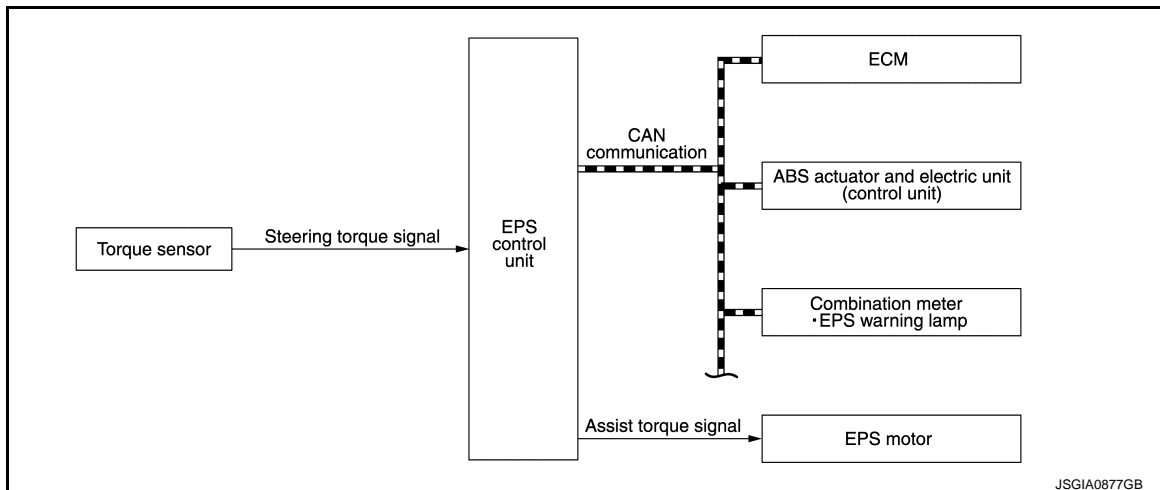 ECM
CAN
communication
ABS actuator and electric unit
(control unit)
Torque sensor
Steering torque signal
EPS
control
unit
Combination meter
·EPS warning lamp
Assist torque signal
EPS motor
JSGIA0877GB